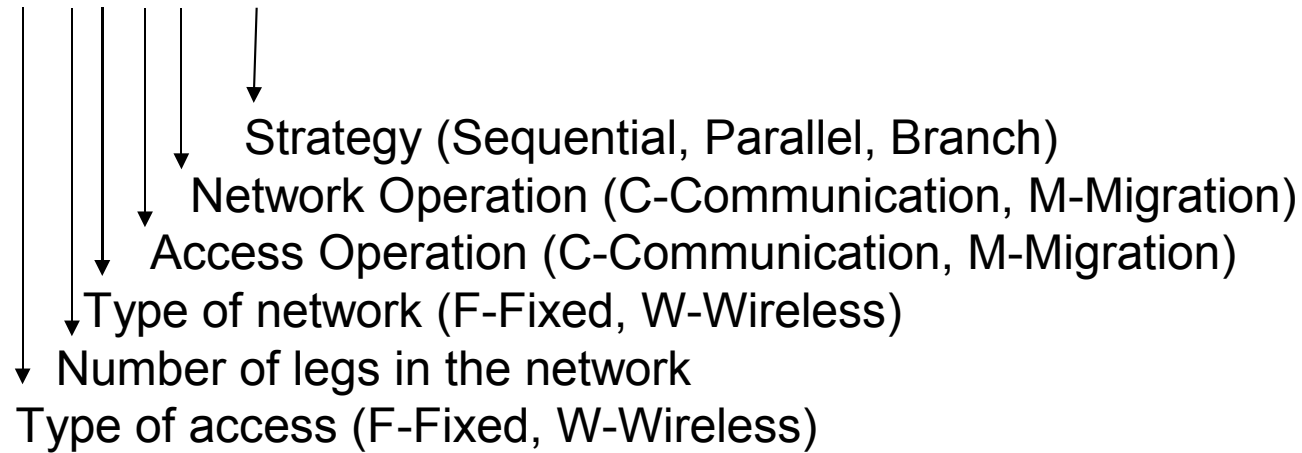 Strategy (Sequential, Parallel, Branch)
Network Operation (C-Communication, M-Migration)
Access Operation (C-Communication, M-Migration)
Type of network (F-Fixed, W-Wireless)
Number of legs in the network
Type of access (F-Fixed, W-Wireless)